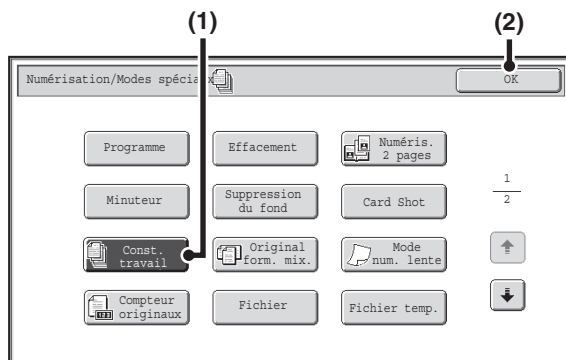 (1)
(2)
Numérisation/Modes spéciaux
OK
Programme
Effacement
Numéris.
2 pages
Minuteur
Suppression
du fond
Card Shot
1
2
Const.
travail
Original
form. mix.
Mode
num. lente
Compteur
originaux
Fichier
Fichier temp.